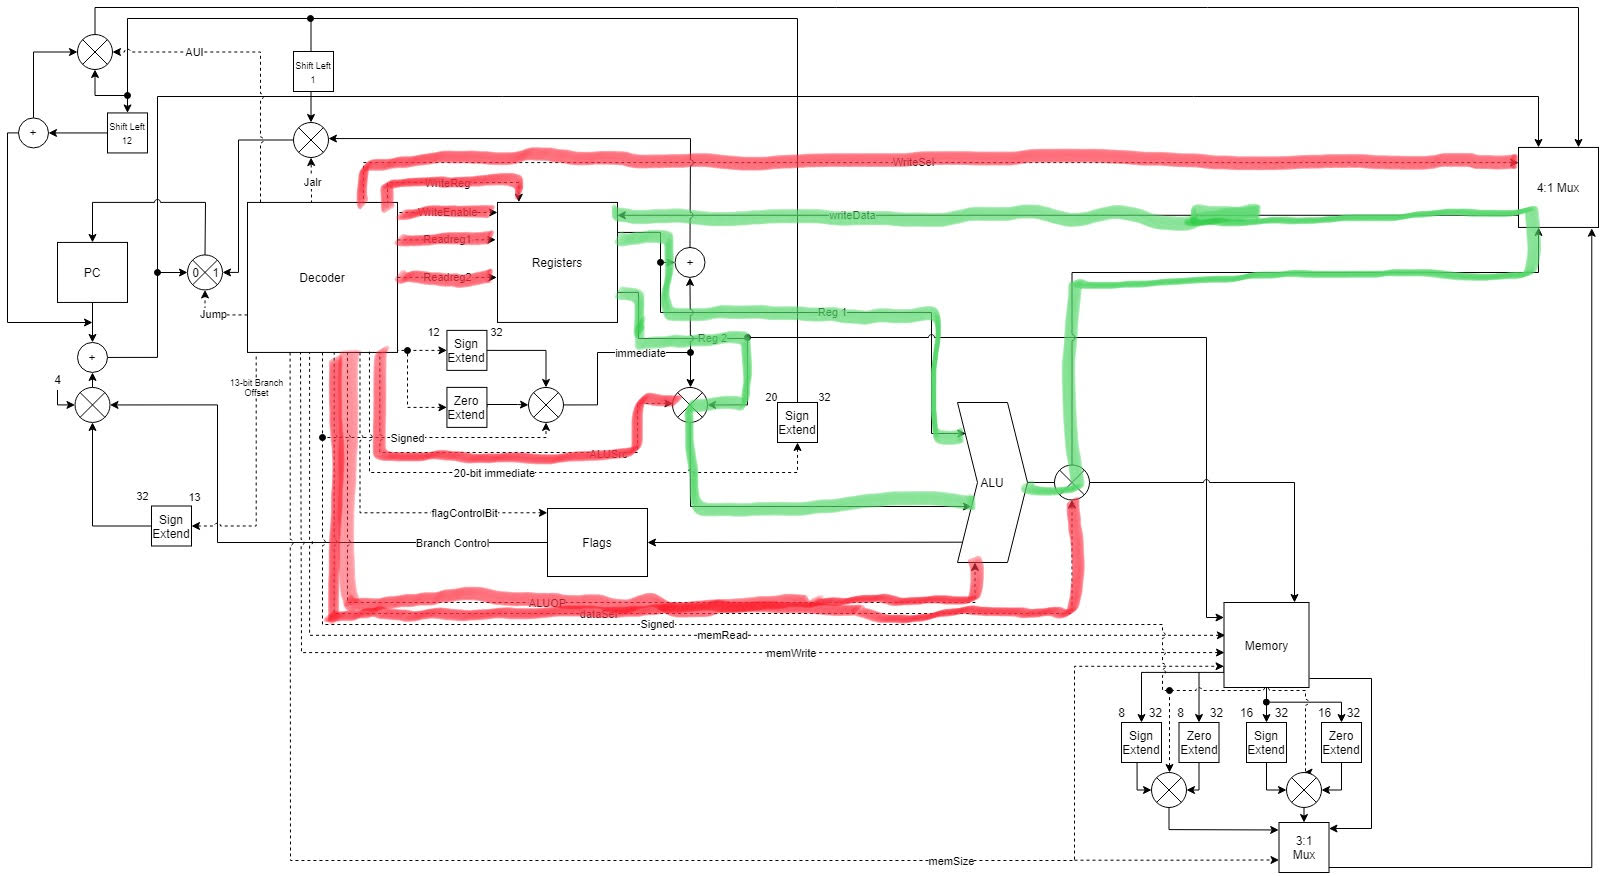 AUI
Shift Left
1
Shift Left
12
+
WriteSel
4:1 Mux
Jalr
WriteReg
WriteEnable
writeData
Readreg1
Registers
+
PC
0
1
Decoder
Readreg2
Jump
Reg 1
12
32
Sign
Extend
Reg 2
immediate
+
4
13-bit Branch
Offset
Zero
Extend
20
32
Sign
Extend
Signed
ALUSrc
20-bit immediate
ALU
32
13
Sign
Extend
flagControlBit
Branch Control
Flags
ALUOP
dataSel
Signed
memRead
memWrite
Memory
8
32
8
32
16
32
16
32
Sign
Extend
Zero
Extend
Sign
Extend
Zero
Extend
3:1
Mux
memSize